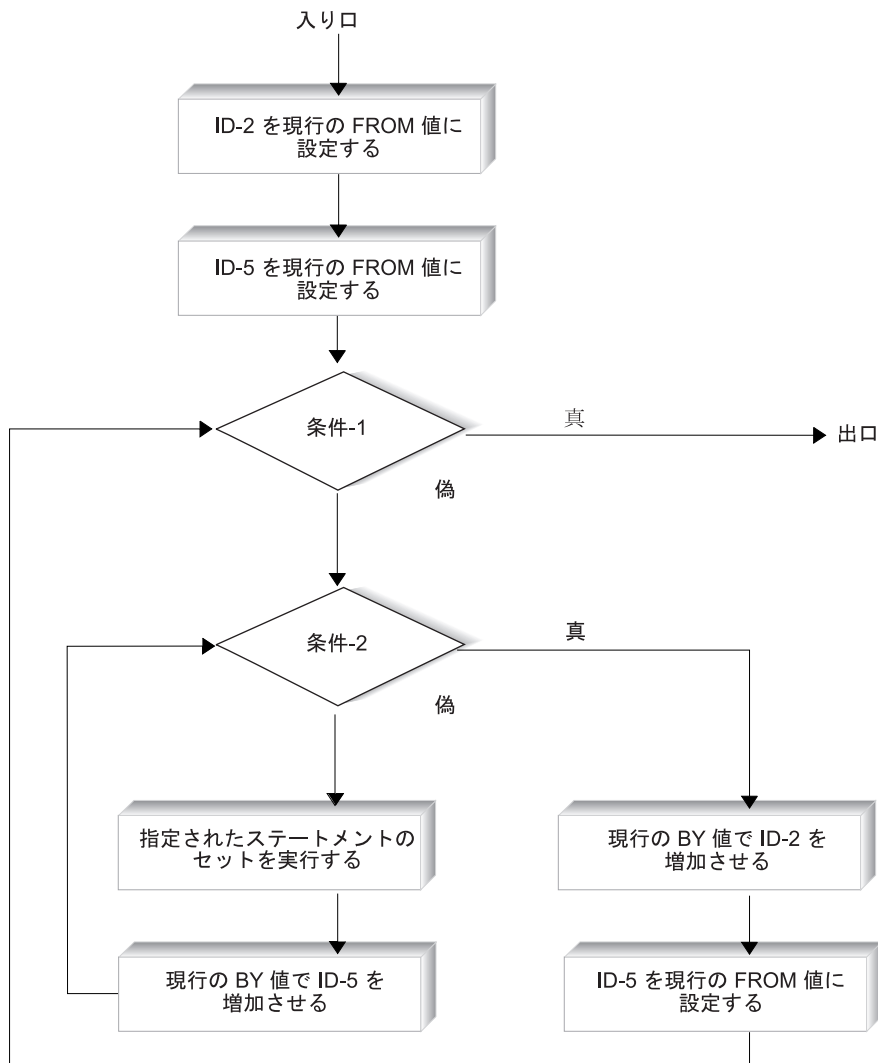 入り口
ID-2 を現行の FROM 値に
設定する
ID-5 を現行の FROM 値に
設定する
条件-1
真
出口
偽
条件-2
真
偽
指定されたステートメントの
セットを実行する
現行の BY 値で ID-2 を
増加させる
現行の BY 値で ID-5 を
増加させる
ID-5 を現行の FROM 値に
設定する